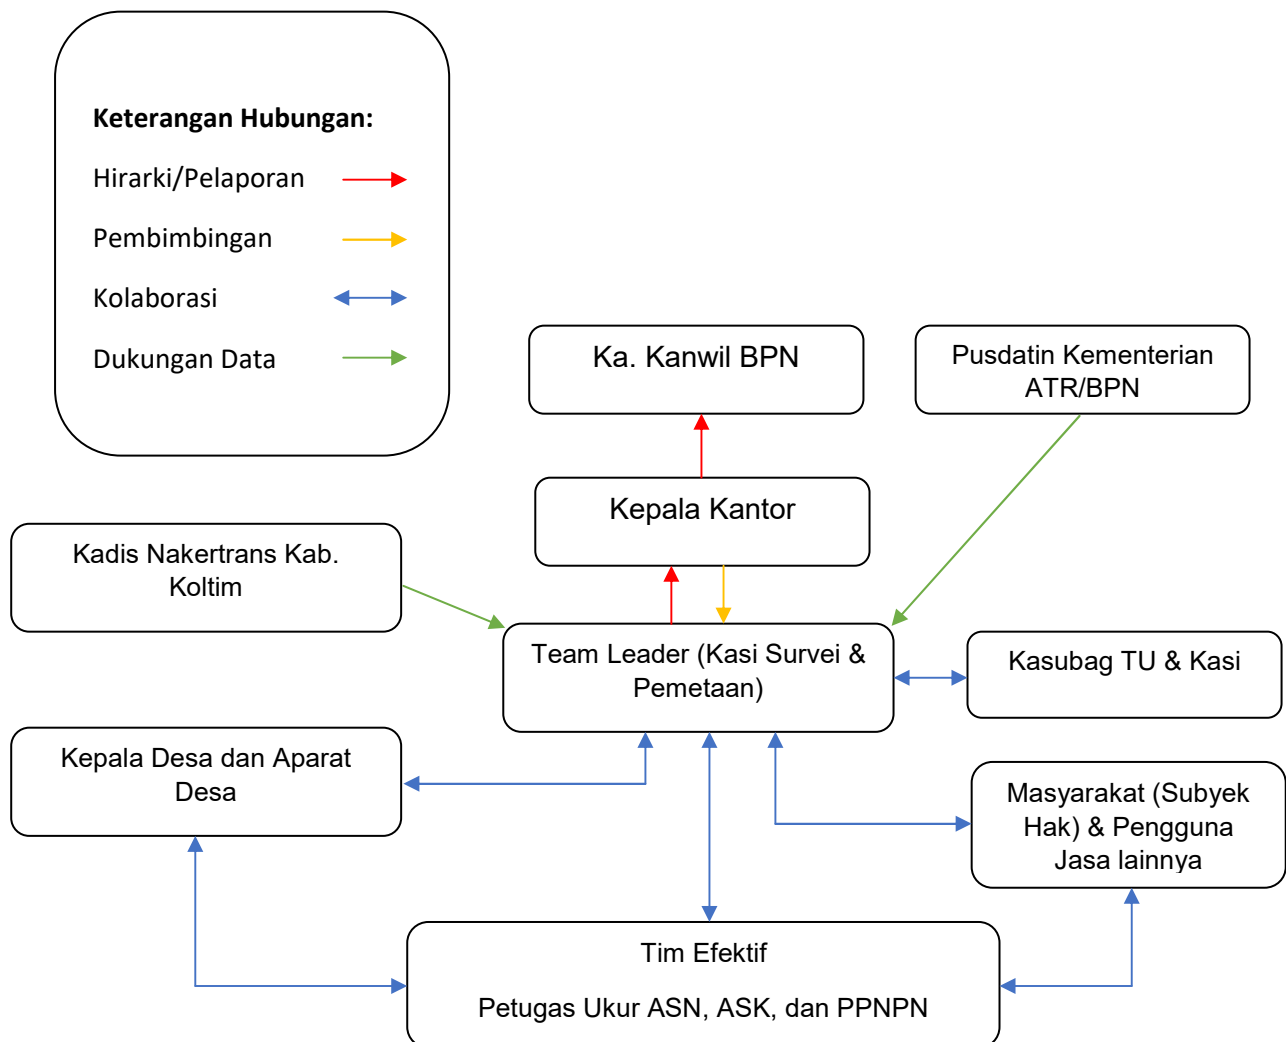 Keterangan Hubungan:
Hirarki/Pelaporan
Pembimbingan
Kolaborasi
Dukungan Data
Ka. Kanwil BPN
Pusdatin Kementerian
ATR/BPN
Kepala Kantor
Kadis Nakertrans Kab.
Koltim
Team Leader (Kasi Survei &
Pemetaan)
Kasubag TU & Kasi
Kepala Desa dan Aparat
Desa
Masyarakat (Subyek
Hak) & Pengguna
Jasa lainnya
Tim Efektif
Petugas Ukur ASN, ASK, dan PPNPN